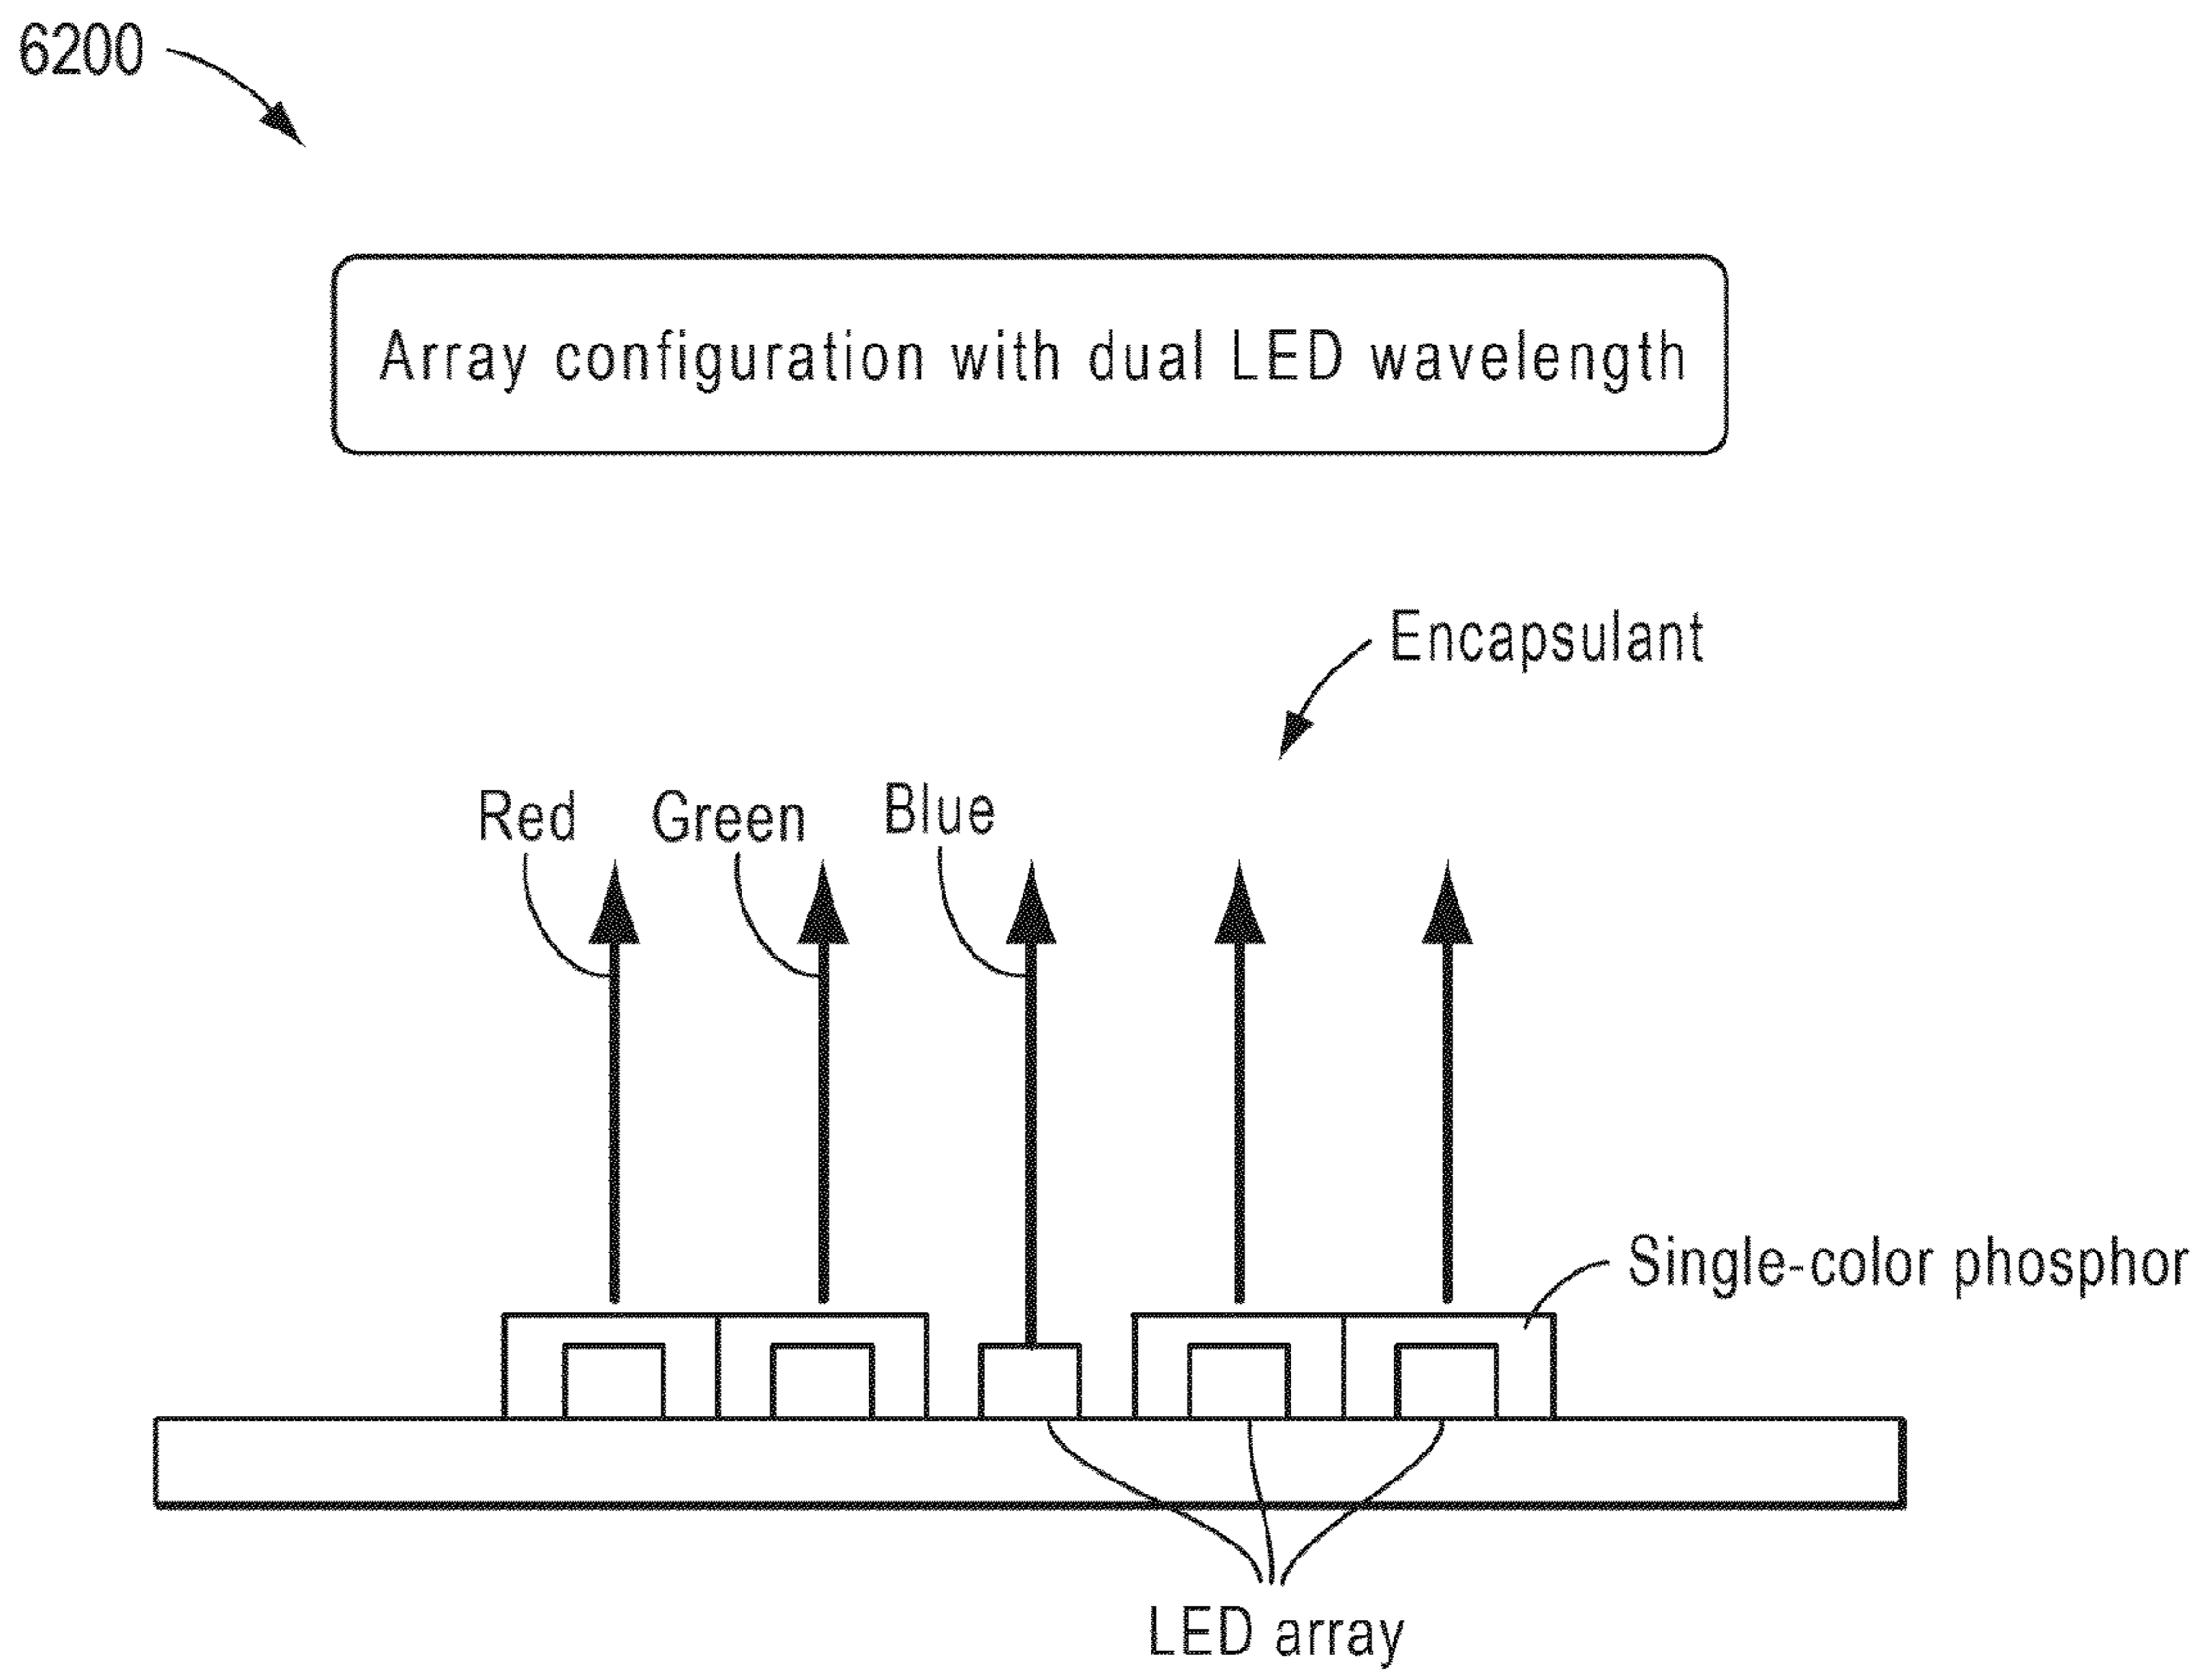 6200
Array configuration with dual LED wavelength
Encapsulant
Red
Green
Blue
Single-color phosphor
LED array